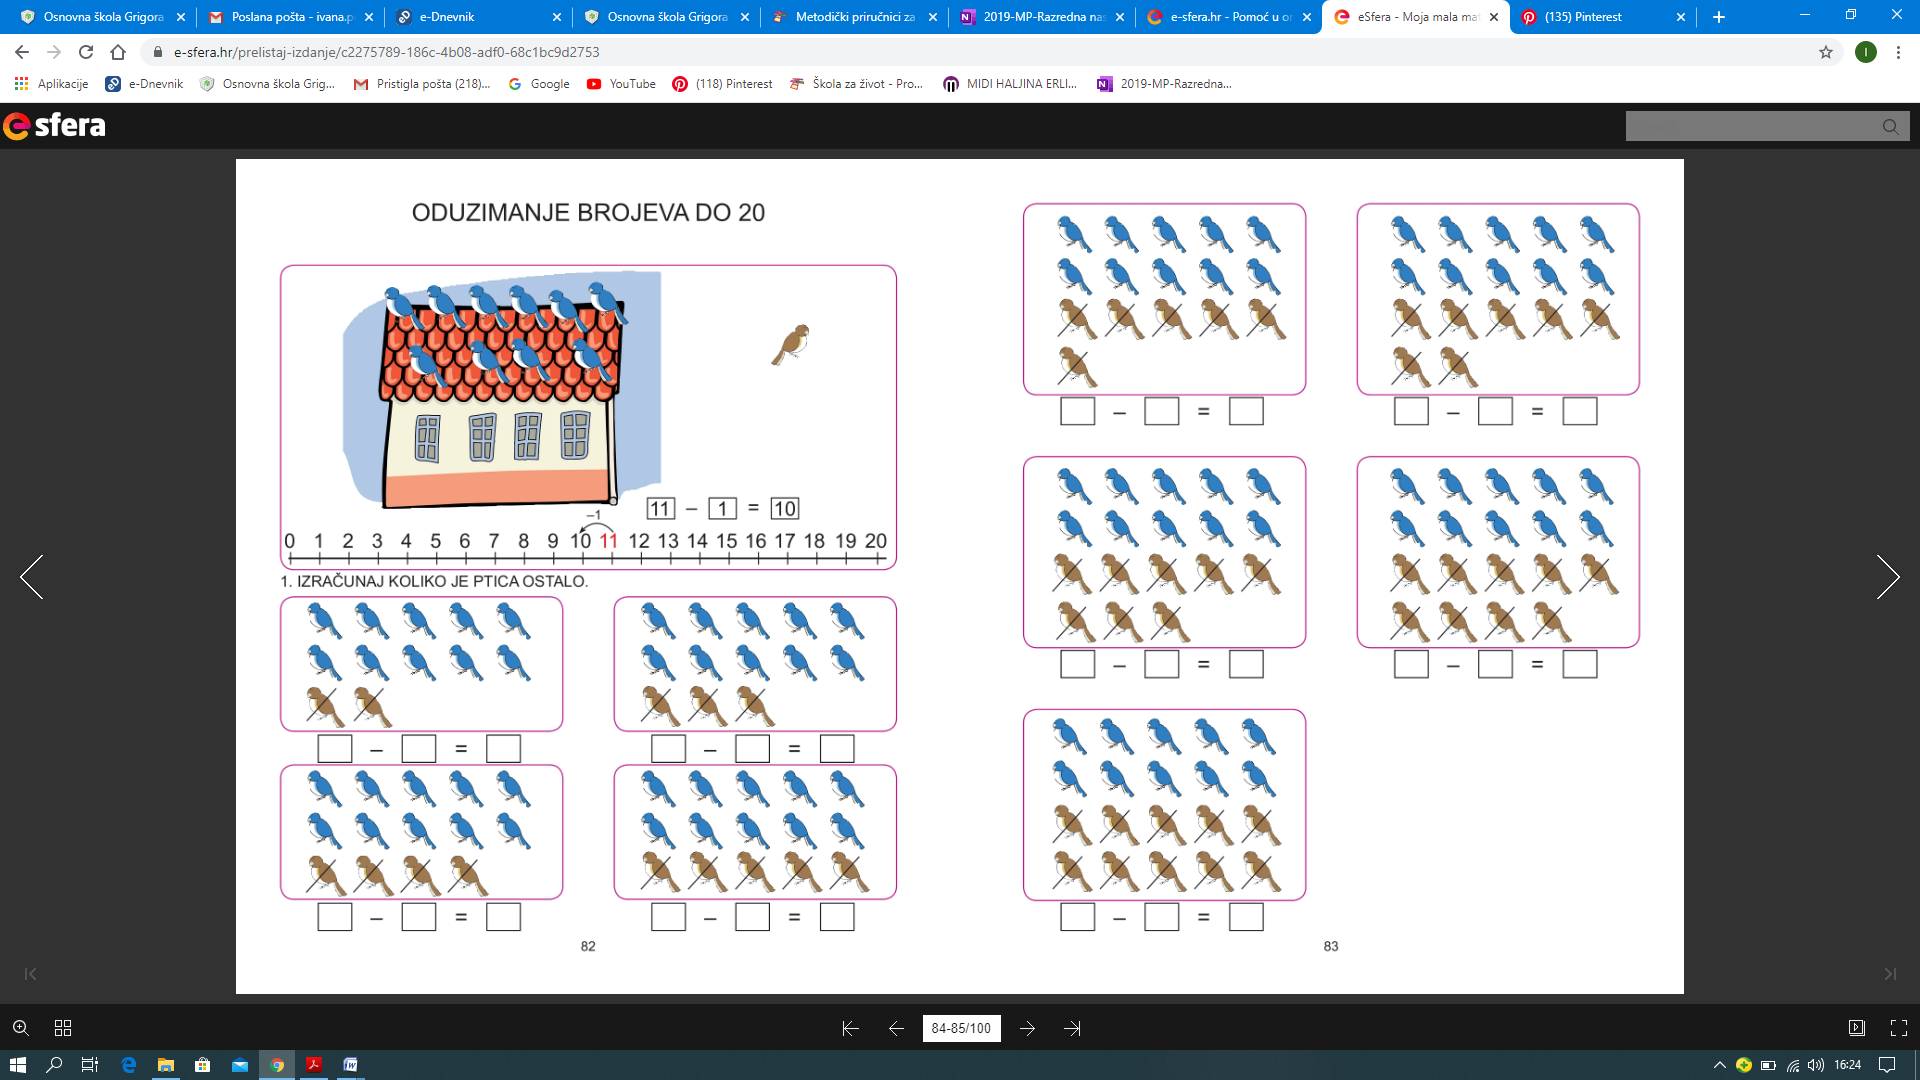 Osnovna škola Grigora
Poslana pošta - ivana.p
e-Dnevnik
Osnovna škola Grigora
Metodički priručnici za
2019-MP-Razredna nas
e-sfera.hr - Pomoć u o
eSfera - Moja mala ma
(135) Pinterest
e-sfera.hr/prelistaj-izdanje/c2275789-186c-4b08-adf0-68c1bc9d2753
I
Aplikacije
e-Dnevnik
Osnovna škola Grig...
Pristigla pošta (218)...
Google
YouTube
(118) Pinterest
Škola za život - Pro...
MIDI HALJINA ERLI...
2019-MP-Razredna...
e sfera
ODUZIMANJE BROJEVA DO 20
11 – 1 = 10
–1
0 1 2 3 4 5 6 7 8 9 10 11 12 13 14 15 16 17 18 19 20
1. IZRAČUNAJ KOLIKO JE PTICA OSTALO.
– =
– =
– =
– =
82
– =
– =
– =
– =
– =
83
84-85/100
16:24